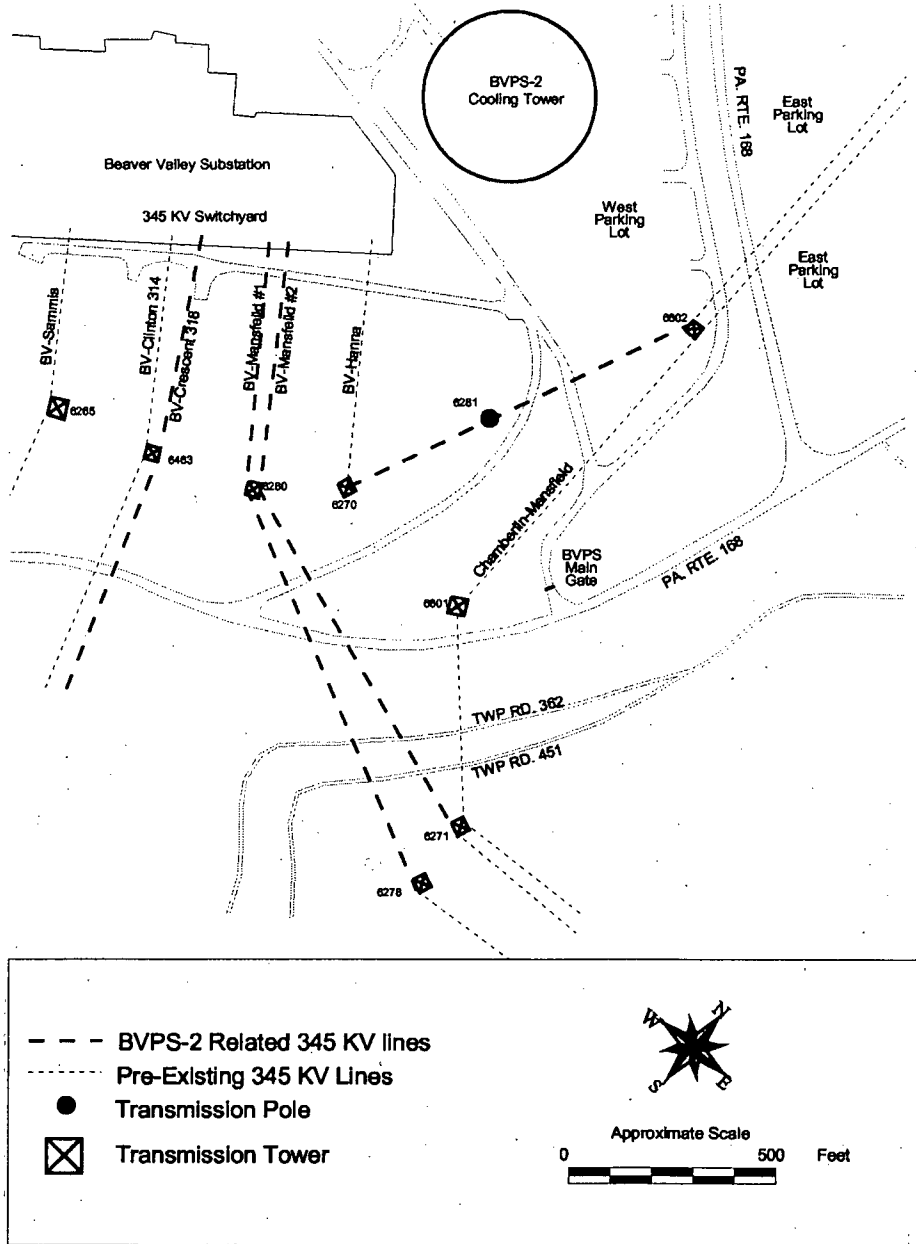 BVPS-2
Cooling Tower
PA. RTE. 168
East
Parking
Lot
Beaver Valley Substation
345 KV Switchyard
West
Parking
Lot
East
Parking
Lot
BV-Sammis
BV-Clinton 314
BV-Crescent 318
BV-Mansfeild #1
BV-Mansfeild #2
BV-Hanna
6602
6281
6265
6463
6280
6270
Chamberlin-Mansfield
BVPS
Main
Gate
PA. RTE. 168
6601
TWP RD. 362
TWP RD. 451
6271
6278
BVPS-2 Related 345 KV lines
Pre-Existing 345 KV Lines
Transmission Pole
Transmission Tower
W
N
S
E
Approximate Scale
0 500 Feet